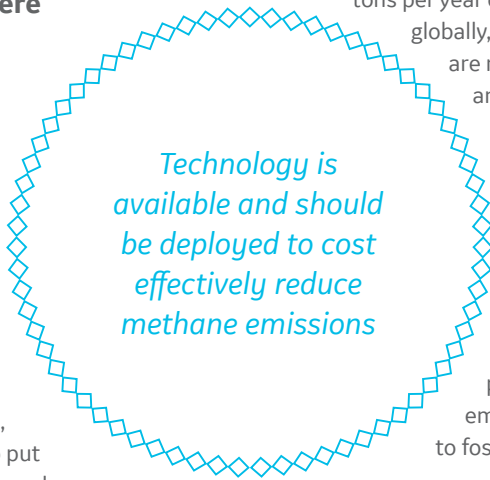 ere
tons per year
globally,
are
Technology is
available and should
be deployed to cost
effectively reduce
methane emissions
,
put
to fos